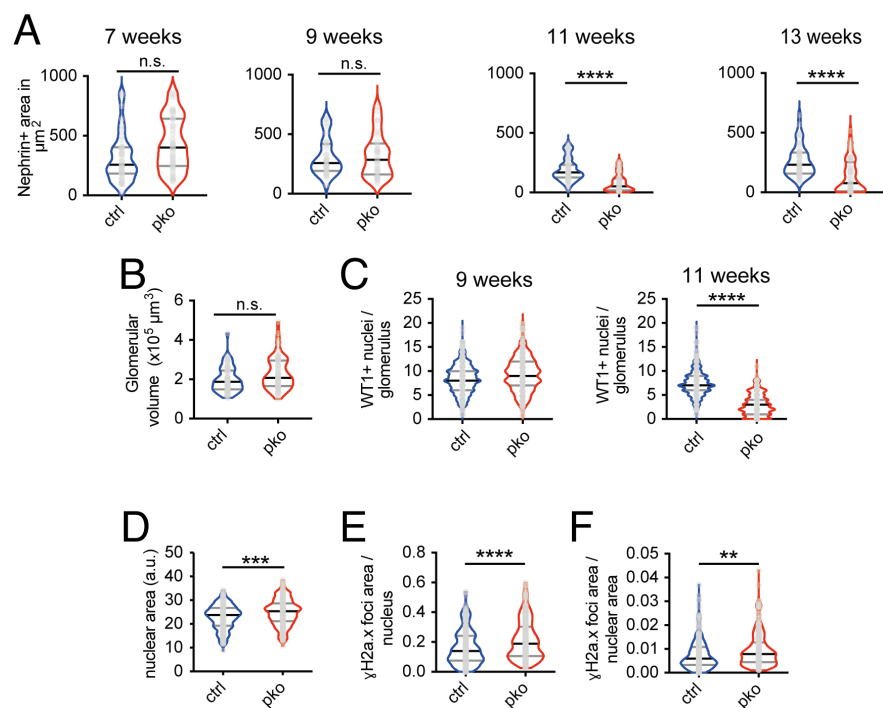 A
7 weeks
9 weeks
11 weeks
13 weeks
n.s.
n.s.
****
****
Nephrin+ area in
µm2
1000
500
0
1000
500
0
1000
500
0
1000
500
0
ctrl
pko
ctrl
pko
ctrl
pko
ctrl
pko
B
n.s.
Glomerular
volume (x10⁵ µm³)
6
4
2
0
ctrl
pko
C
9 weeks
11 weeks
****
WT1+ nuclei /
glomerulus
25
20
15
10
5
0
ctrl
pko
WT1+ nuclei /
glomerulus
25
20
15
10
5
0
ctrl
pko
D
***
nuclear area (a.u.)
50
40
30
20
10
0
ctrl
pko
E
****
γH2a.x foci area /
nucleus
0.8
0.6
0.4
0.2
0.0
ctrl
pko
F
**
γH2a.x foci area /
nuclear area
0.05
0.04
0.03
0.02
0.01
0.00
ctrl
pko